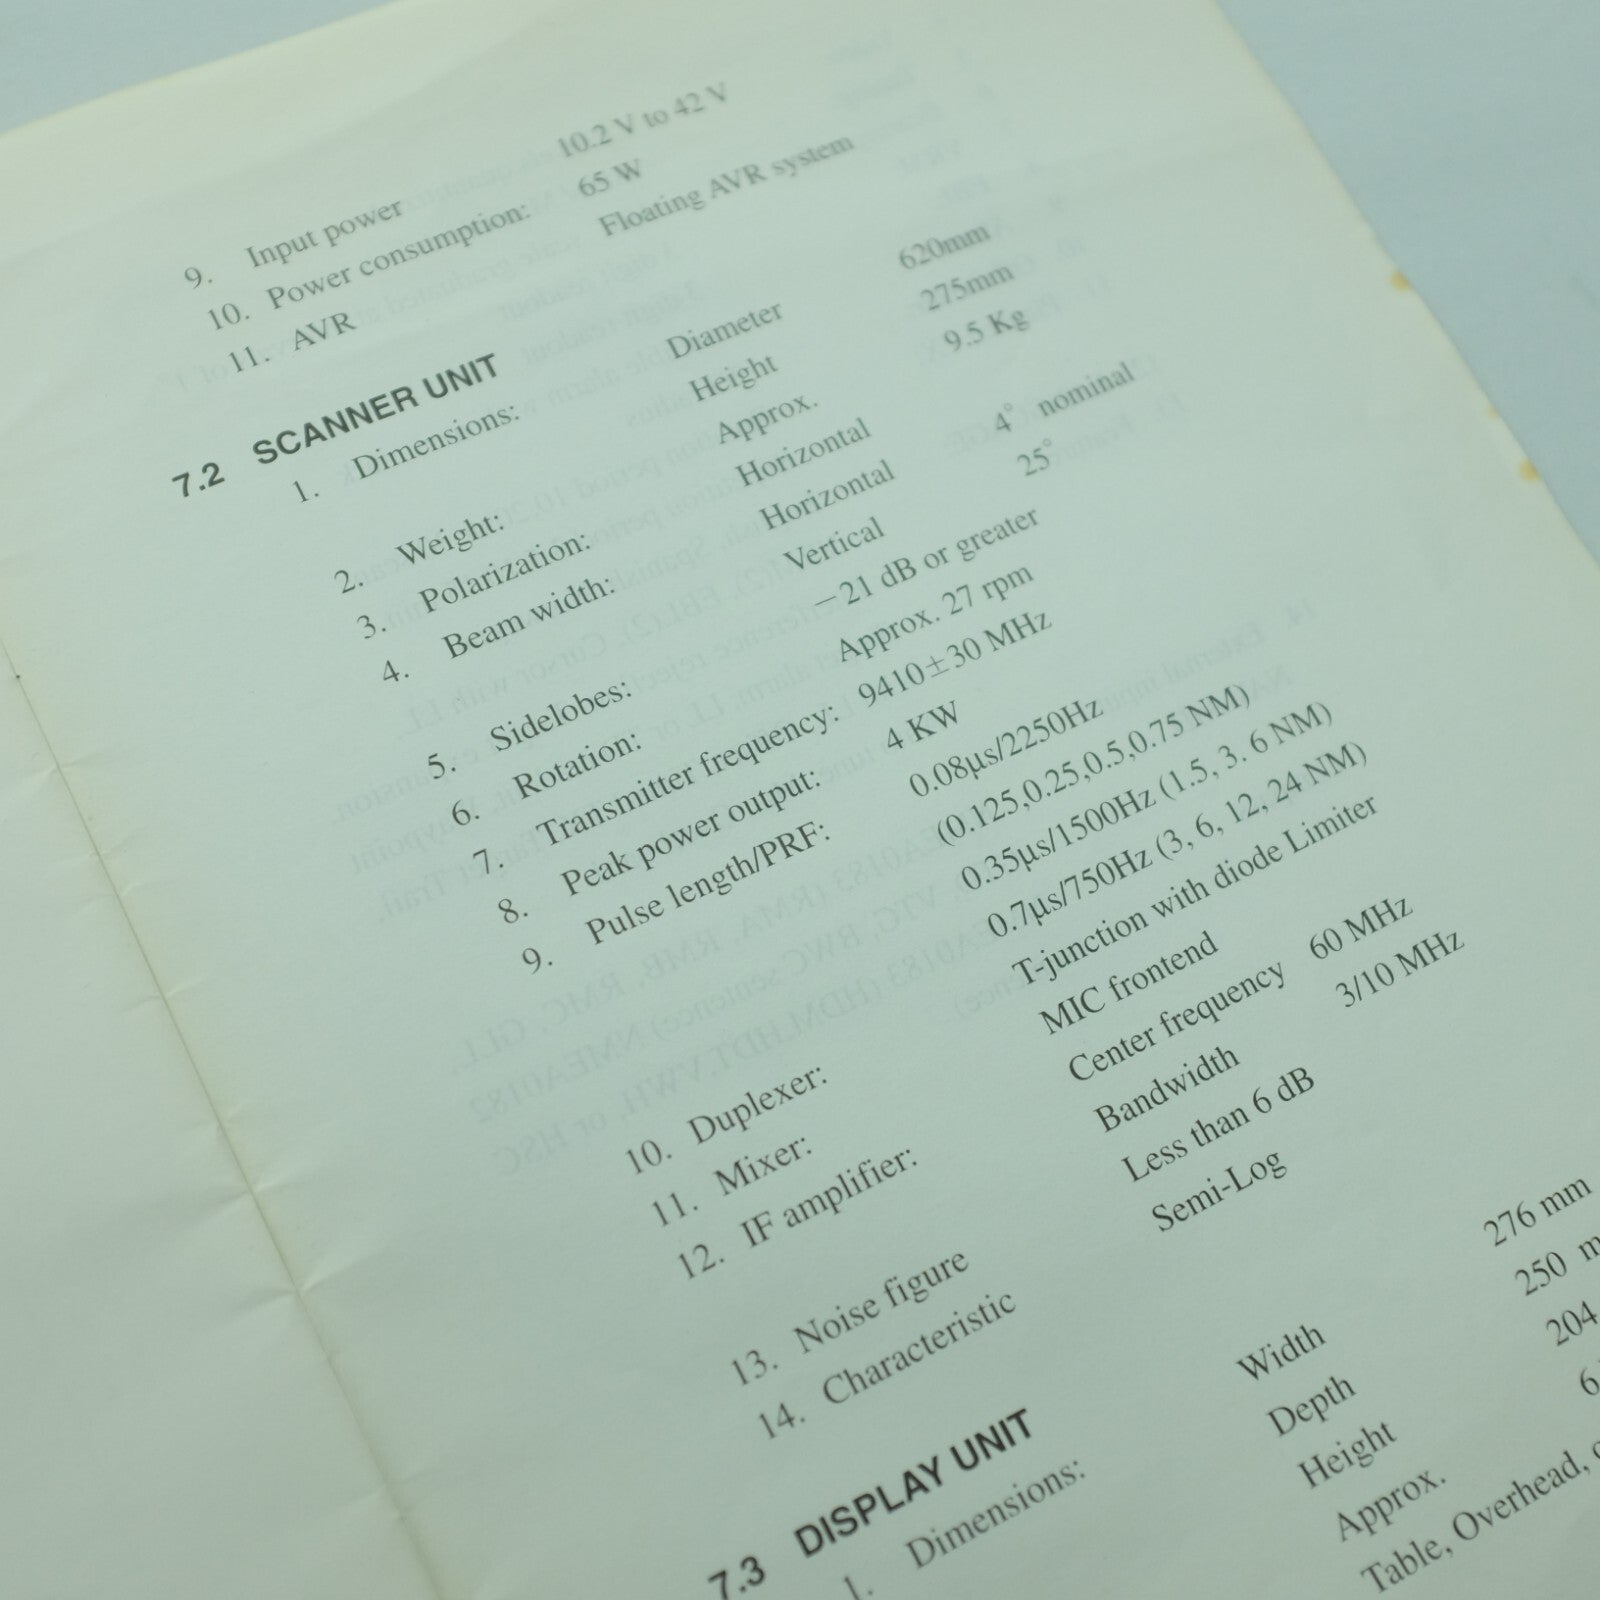 9. Input power 10.2 V to 42 V
10. Power consumption: 65 W
11. AVR Floating AVR system
7.2 SCANNER UNIT
1. Dimensions: Diameter 620mm
Height 275mm
2. Weight: Approx. 9.5 Kg
3. Polarization: Horizontal
4. Beam width: Horizontal 4° nominal
Vertical 25°
5. Sidelobes: −21 dB or greater
6. Rotation: Approx. 27 rpm
7. Transmitter frequency: 9410±30 MHz
8. Peak power output: 4 KW
9. Pulse length/PRF: 0.08μs/2250Hz
(0.125,0.25,0.5,0.75 NM)
0.35μs/1500Hz (1.5, 3. 6 NM)
0.7μs/750Hz (3, 6, 12, 24 NM)
10. Duplexer: T-junction with diode Limiter
11. Mixer: MIC frontend
12. IF amplifier: Center frequency 60 MHz
Bandwidth 3/10 MHz
13. Noise figure Less than 6 dB
14. Characteristic Semi-Log
7.3 DISPLAY UNIT
1. Dimensions: Width 276 mm
Depth 250
Height 204
Approx.
Table, Overhead,